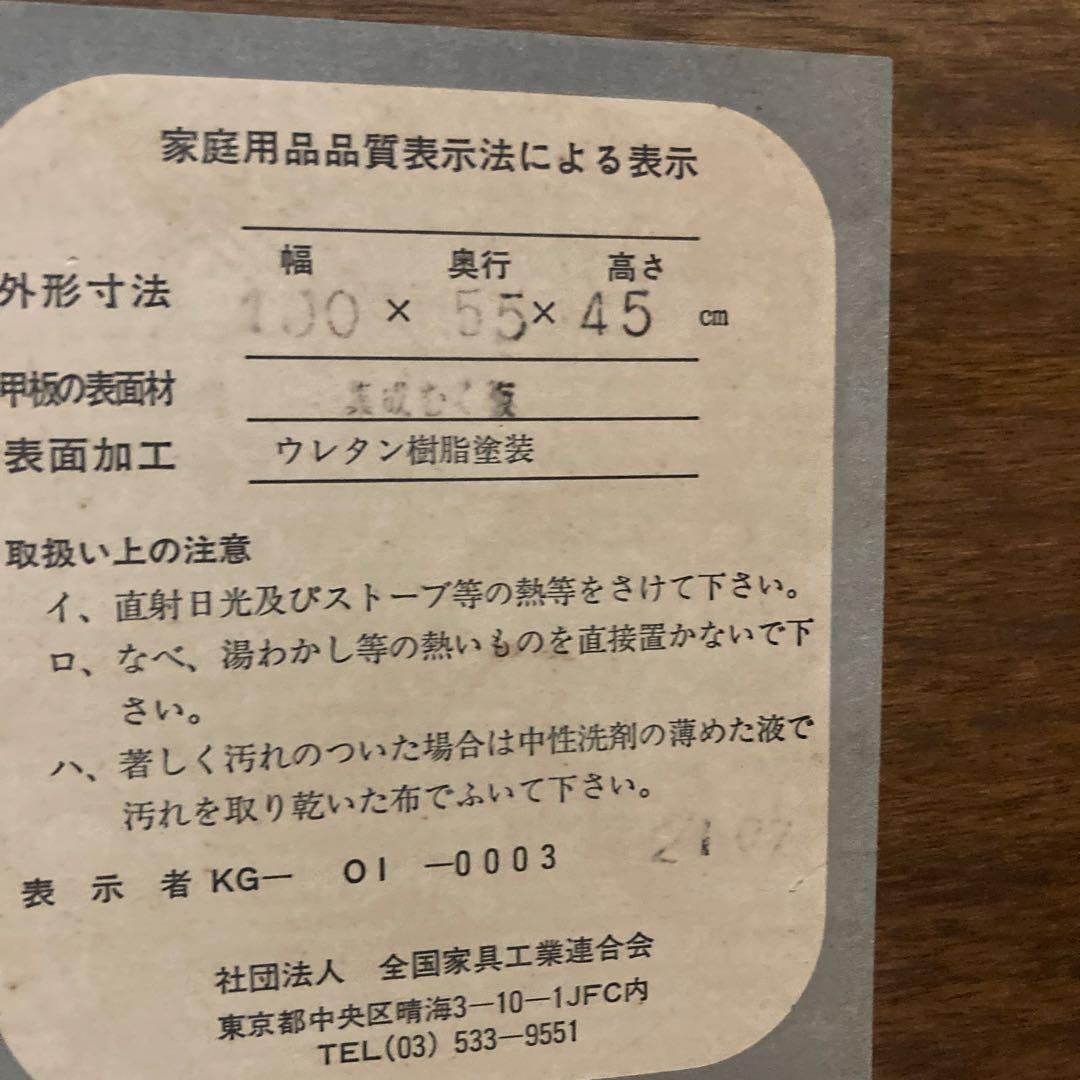 家庭用品品質表示法による表示
幅 奥行 高さ
外形寸法 100 × 55 × 45 cm
甲板の表面材 集成むく
表面加工 ウレタン樹脂塗装
取扱い上の注意
イ、直射日光及びストーブ等の熱等をさけて下さい。
ロ、なべ、湯わかし等の熱いものを直接置かないで下
さい。
ハ、著しく汚れのついた場合は中性洗剤の薄めた液で
汚れを取り乾いた布でふいて下さい。
表示者 KG— 01 —0003
社団法人 全国家具工業連合会
東京都中央区晴海3—10—1JFC内
TEL(03) 533—9551